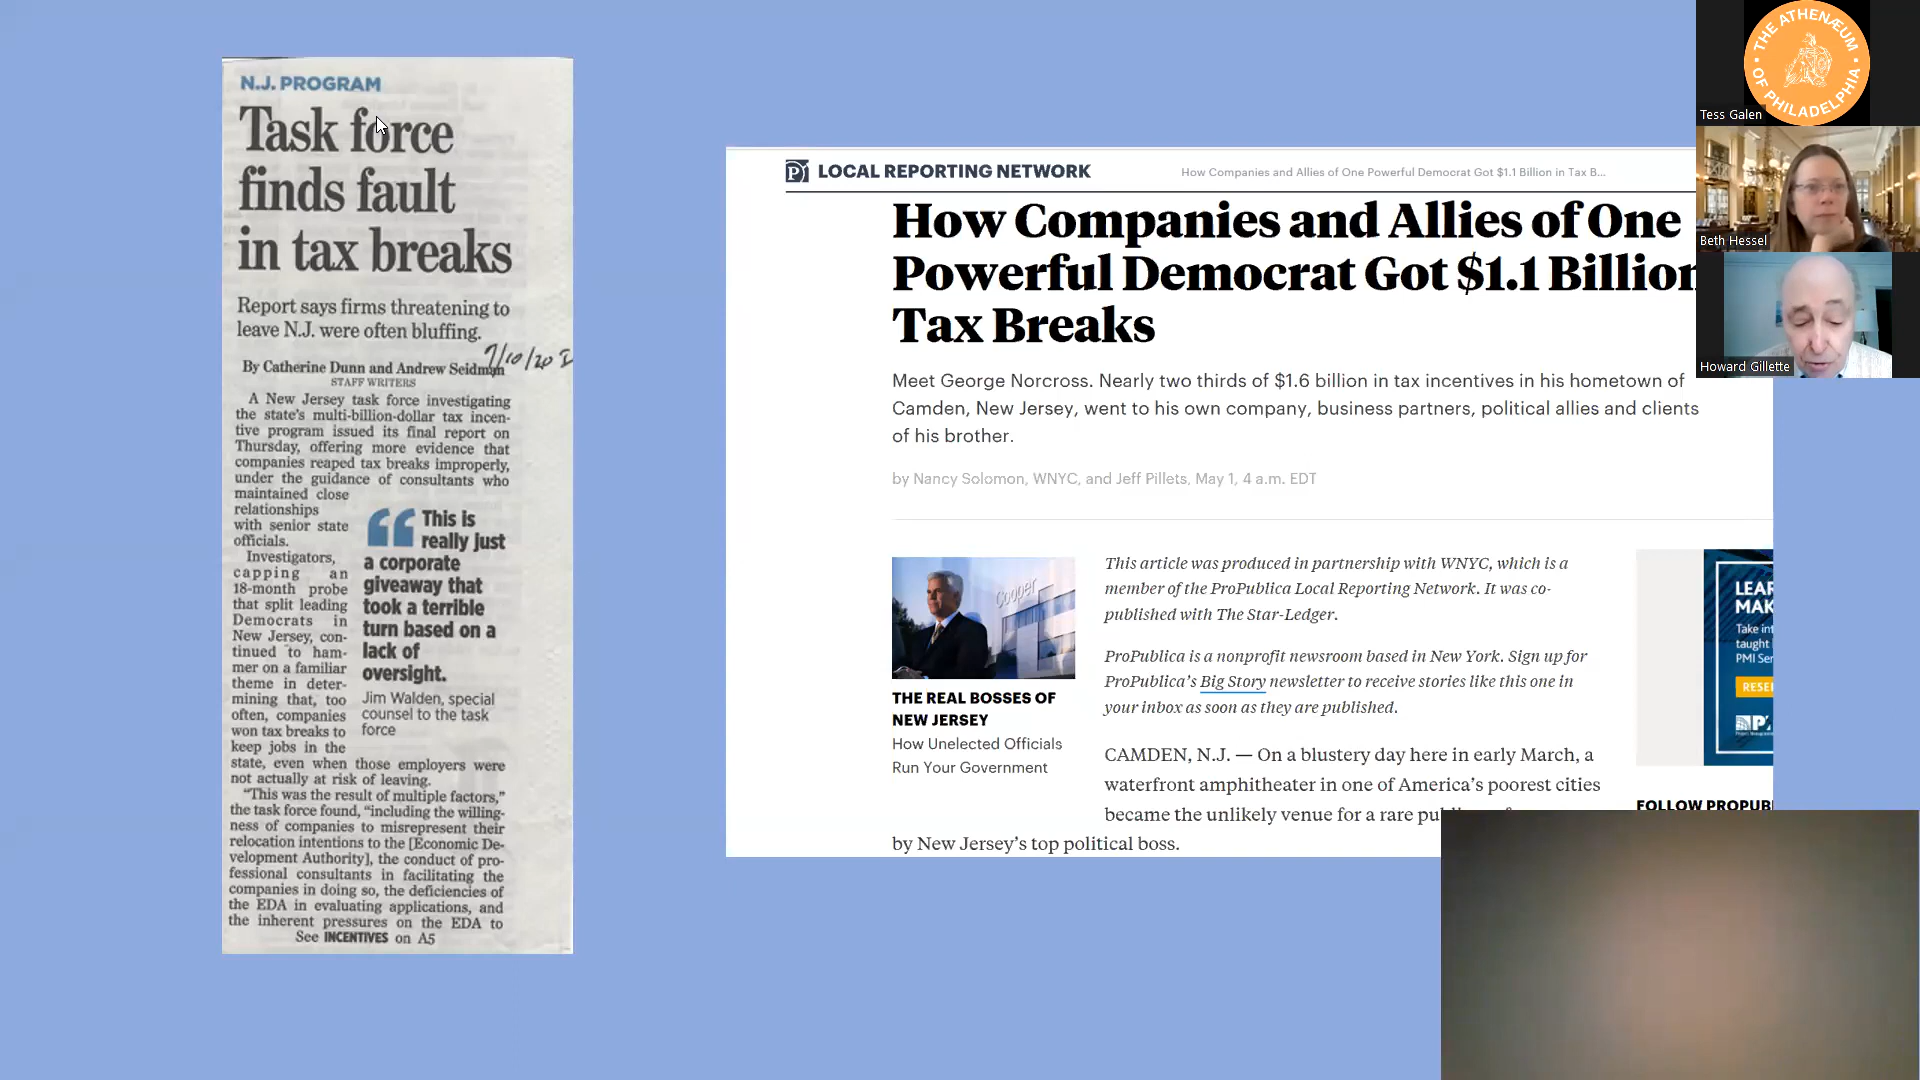 N.J. PROGRAM
Task force
finds fault
in tax breaks
Report says firms threatening to
leave N.J. were often bluffing.
By Catherine Dunn and Andrew Seidman
STAFF WRITERS
A New Jersey task force investigating
the state's multi-billion-dollar tax incen-
tive program issued its final report on
Thursday, offering more evidence that
companies reaped tax breaks improperly,
under the guidance of consultants who
maintained close
relationships
with senior state
officials.
Investigators,
capping an
18-month probe
that split leading
Democrats in
New Jersey, con-
tinued to ham-
mer on a familiar
theme in deter-
mining that, too
often, companies
won tax breaks to
keep jobs in the
state, even when those employers were
not actually at risk of leaving.
"This was the result of multiple factors,"
the task force found, "including the willing-
ness of companies to misrepresent their
relocation intentions to the [Economic De-
velopment Authority], the conduct of pro-
fessional consultants in facilitating the
companies in doing so, the deficiencies of
the EDA in evaluating applications, and
the inherent pressures on the EDA to
See INCENTIVES on A5
“This is
really just
a corporate
giveaway that
took a terrible
turn based on a
lack of
oversight.
Jim Walden, special
counsel to the task
force
LOCAL REPORTING NETWORK
How Companies and Allies of One Powerful Democrat Got $1.1 Billion in Tax B...
How Companies and Allies of One
Powerful Democrat Got $1.1 Billion
Tax Breaks
Meet George Norcross. Nearly two thirds of $1.6 billion in tax incentives in his hometown of
Camden, New Jersey, went to his own company, business partners, political allies and clients
of his brother.
by Nancy Solomon, WNYC, and Jeff Pillets, May 1, 4 a.m. EDT
Cooper
THE REAL BOSSES OF
NEW JERSEY
How Unelected Officials
Run Your Government
This article was produced in partnership with WNYC, which is a
member of the ProPublica Local Reporting Network. It was co-
published with The Star-Ledger.
ProPublica is a nonprofit newsroom based in New York. Sign up for
ProPublica's Big Story newsletter to receive stories like this one in
your inbox as soon as they are published.
CAMDEN, N.J. — On a blustery day here in early March, a
waterfront amphitheater in one of America's poorest cities
became the unlikely venue for a rare
by New Jersey's top political boss.
LEAR
MAK
Take int
taught
PMI Ser
RESE
FOLLOW PROPUB
THE ATHENÆUM
OF PHILADELPHIA
Tess Galen
Beth Hessel
Howard Gillette